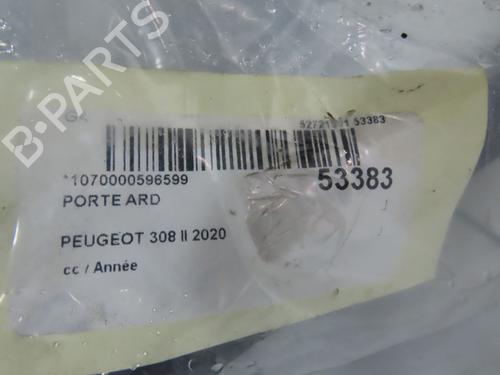 B-PARTS
53383
*1070000596599
53383
PORTE ARD
PEUGEOT 308 II 2020
cc / Année